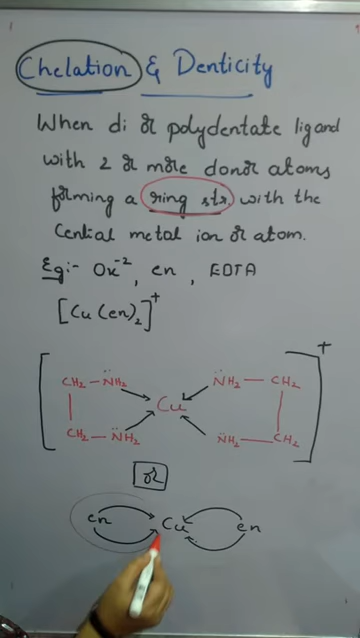 Chelation & Denticity
When di or polydentate ligand
with 2 or more donor atoms
forming a ring str. with the
Central metal ion or atom.
Eg:- Ox⁻², en, EDTA
[Cu(en)₂]⁺
+
CH₂ — N̈H₂ N̈H₂ — CH₂
Cu
CH₂ — N̈H₂ N̈H₂ — CH₂
or
en Cu en